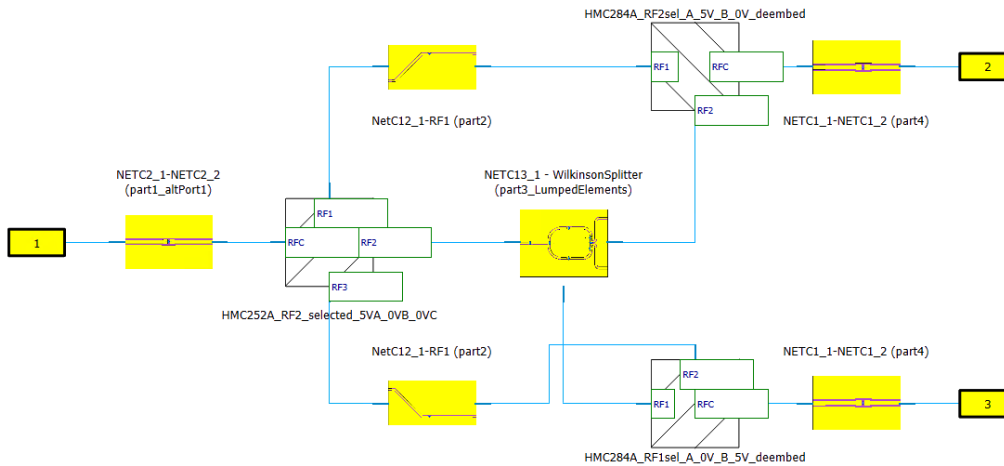 HMC284A_RF2sel_A_5V_B_0V_deembed
RF1
RFC
2
RF2
NetC12_1-RF1 (part2)
NETC1_1-NETC1_2 (part4)
NETC2_1-NETC2_2
(part1_altPort1)
NETC13_1 - WilkinsonSplitter
(part3_LumpedElements)
RF1
1
RFC
RF2
RF3
HMC252A_RF2_selected_5VA_0VB_0VC
NetC12_1-RF1 (part2)
NETC1_1-NETC1_2 (part4)
RF2
RF1
RFC
3
HMC284A_RF1sel_A_0V_B_5V_deembed